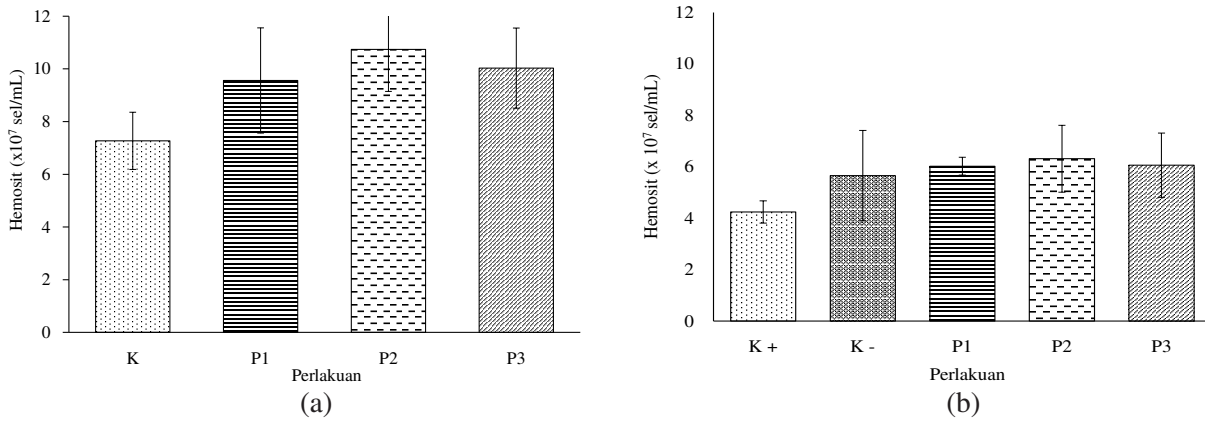 12
10
8
6
4
2
0
Hemosit (x10⁷ sel/mL)
K P1 P2 P3
Perlakuan
(a)
12
10
8
6
4
2
0
Hemosit (x 10⁷ sel/mL)
K + K - P1 P2 P3
Perlakuan
(b)